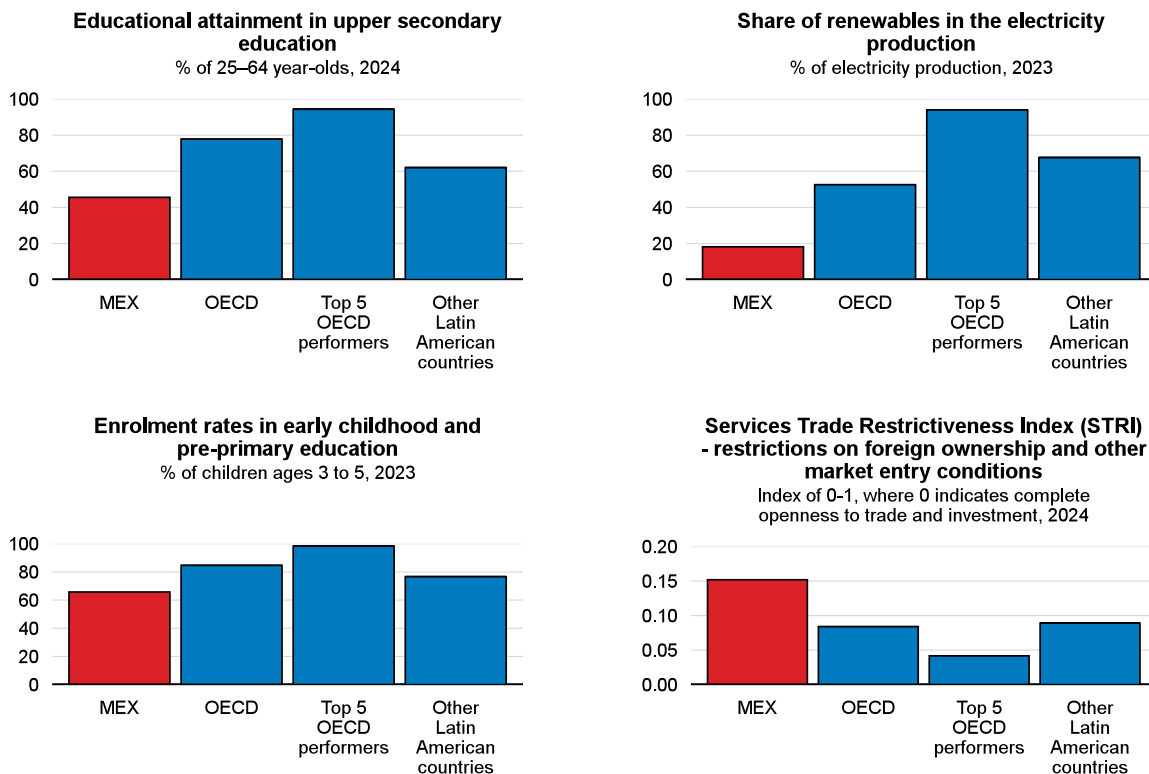 Educational attainment in upper secondary
education
% of 25–64 year-olds, 2024
100
80
60
40
20
0
MEX
OECD
Top 5
OECD
performers
Other
Latin
American
countries
Share of renewables in the electricity
production
% of electricity production, 2023
100
80
60
40
20
0
MEX
OECD
Top 5
OECD
performers
Other
Latin
American
countries
Enrolment rates in early childhood and
pre-primary education
% of children ages 3 to 5, 2023
100
80
60
40
20
0
MEX
OECD
Top 5
OECD
performers
Other
Latin
American
countries
Services Trade Restrictiveness Index (STRI)
- restrictions on foreign ownership and other
market entry conditions
Index of 0-1, where 0 indicates complete
openness to trade and investment, 2024
0.20
0.15
0.10
0.05
0.00
MEX
OECD
Top 5
OECD
performers
Other
Latin
American
countries